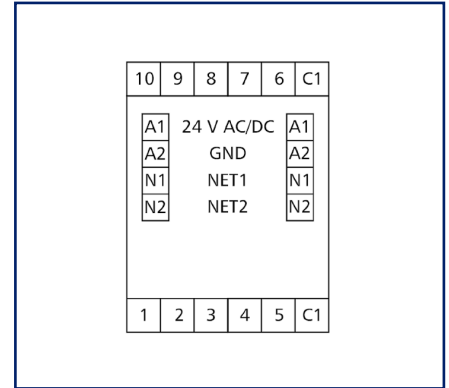 10 9 8 7 6 C1
A1 24 V AC/DC A1
A2 GND A2
N1 NET1 N1
N2 NET2 N2
1 2 3 4 5 C1